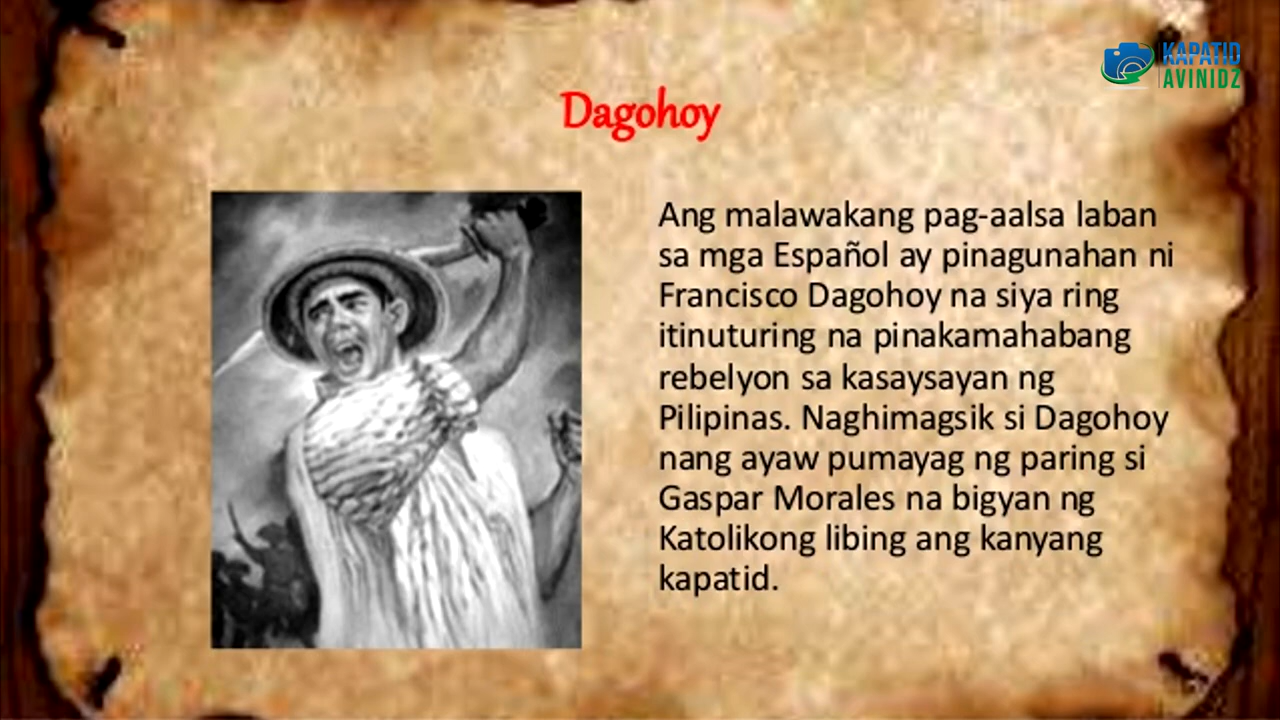 KAPATID
AVINIDZ
Dagohoy
Ang malawakang pag-aalsa laban
sa mga Español ay pinagunahan ni
Francisco Dagohoy na siya ring
itinuturing na pinakamahabang
rebelyon sa kasaysayan ng
Pilipinas. Naghimagsik si Dagohoy
nang ayaw pumayag ng paring si
Gaspar Morales na bigyan ng
Katolikong libing ang kanyang
kapatid.